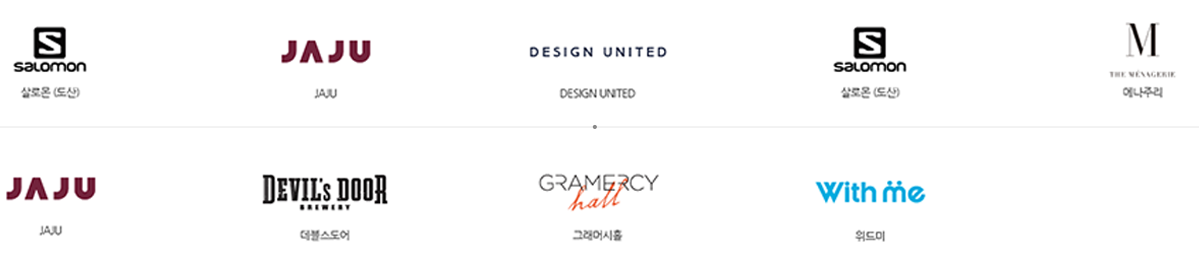 S
salomon
살로몬 (도산)
JAJU
JAJU
DESIGN UNITED
DESIGN UNITED
S
salomon
살로몬 (도산)
M
THE MÉNAGERIE
메나주리
JAJU
JAJU
DEVIL's DOOR
BREWERY
데블스도어
GRAMERCY
hall
그래머시홀
With me
위드미